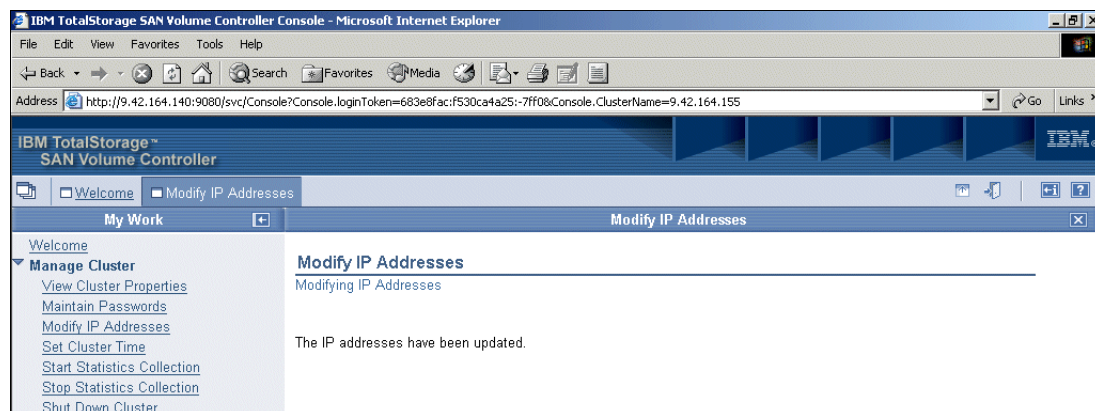 IBM TotalStorage SAN Volume Controller Console - Microsoft Internet Explorer
File Edit View Favorites Tools Help
Back Search Favorites Media
Address http://9.42.164.140:9080/svc/Console?Console.loginToken=683e8fac:f530ca4a25:-7ff0&Console.ClusterName=9.42.164.155 Go Links
IBM TotalStorage™
SAN Volume Controller
IBM
Welcome Modify IP Addresses
My Work
Modify IP Addresses
Welcome
Manage Cluster
View Cluster Properties
Maintain Passwords
Modify IP Addresses
Set Cluster Time
Start Statistics Collection
Stop Statistics Collection
Shut Down Cluster
Modify IP Addresses
Modifying IP Addresses
The IP addresses have been updated.